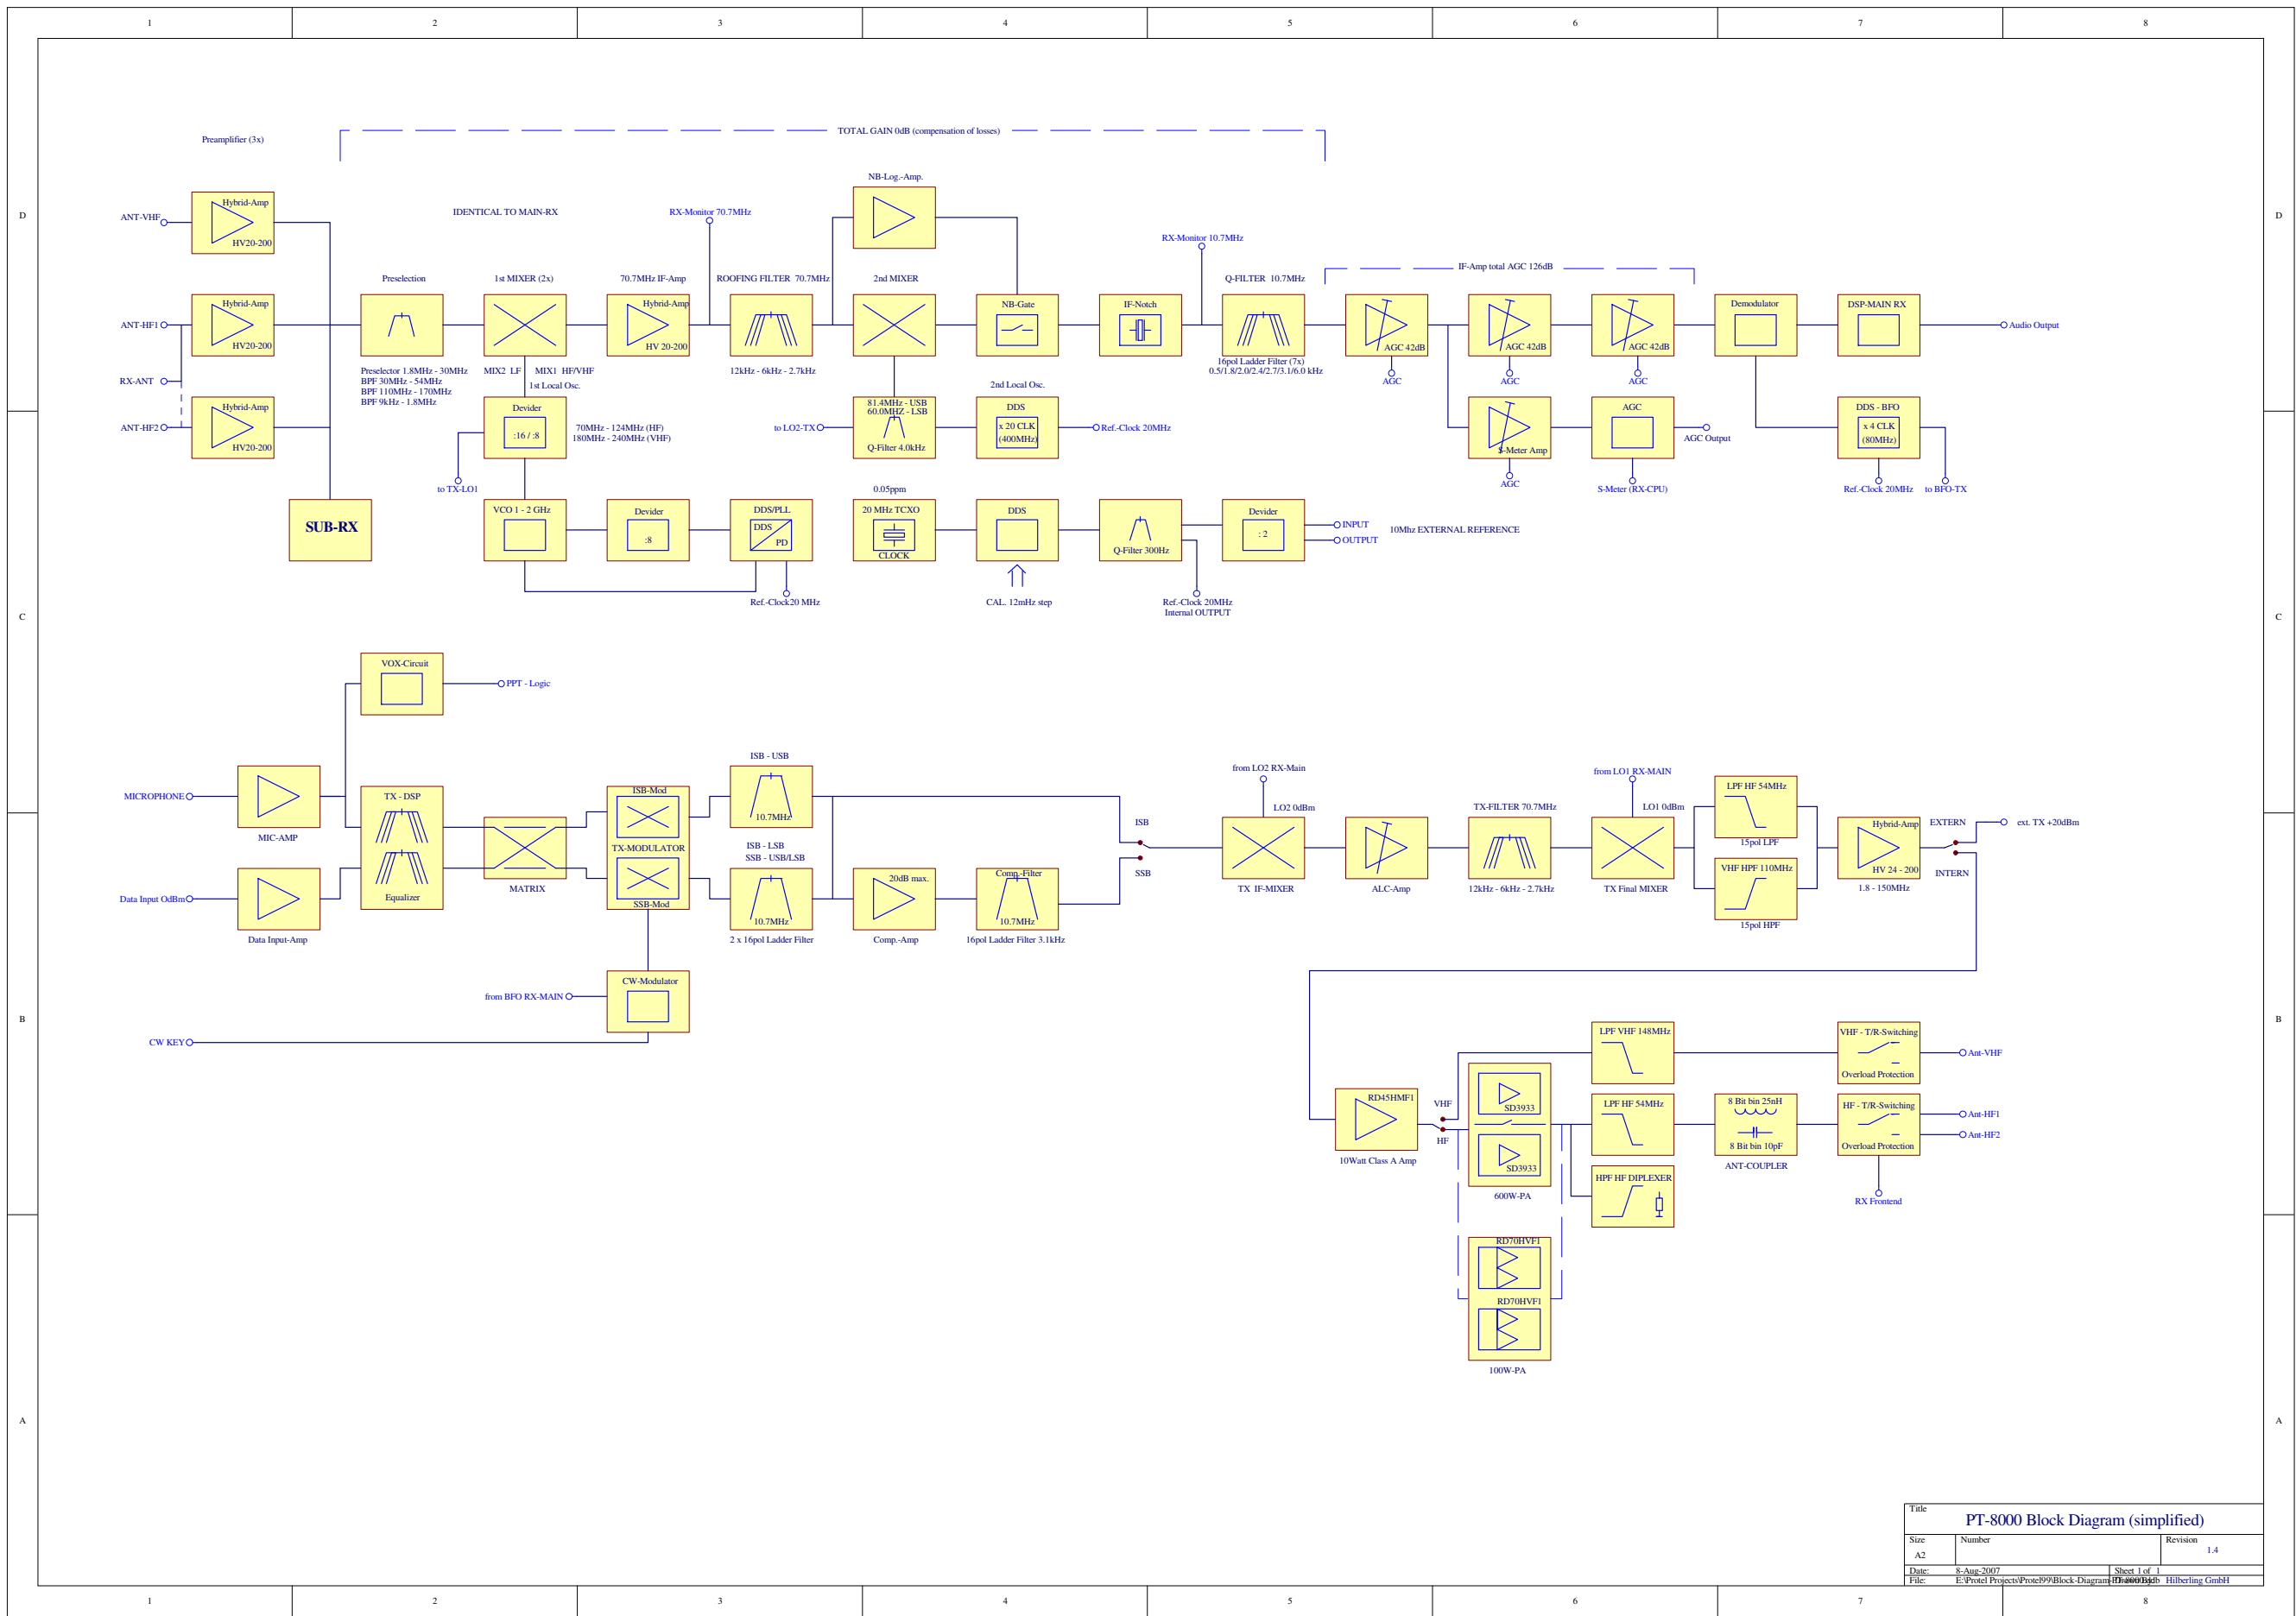 1 2 3 4 5 6 7 8
D
D
C
C
B
B
A
A
Preamplifier (3x)
TOTAL GAIN 0dB (compensation of losses)
NB-Log.-Amp.
ANT-VHF
Hybrid-Amp
HV20-200
IDENTICAL TO MAIN-RX
RX-Monitor 70.7MHz
RX-Monitor 10.7MHz
Preselection
1st MIXER (2x)
70.7MHz IF-Amp
ROOFING FILTER 70.7MHz
2nd MIXER
Q-FILTER 10.7MHz
IF-Amp total AGC 126dB
ANT-HF1
Hybrid-Amp
HV20-200
Hybrid-Amp
HV 20-200
NB-Gate
IF-Notch
AGC 42dB
AGC 42dB
AGC 42dB
Demodulator
DSP-MAIN RX
Audio Output
RX-ANT
Preselector 1.8MHz - 30MHz
BPF 30MHz - 54MHz
BPF 110MHz - 170MHz
BPF 9kHz - 1.8MHz
MIX2 LF
MIX1 HF/VHF
1st Local Osc.
12kHz - 6kHz - 2.7kHz
2nd Local Osc.
16pol Ladder Filter (7x)
0.5/1.8/2.0/2.4/2.7/3.1/6.0 kHz
AGC
AGC
AGC
ANT-HF2
Hybrid-Amp
HV20-200
Devider
:16 / :8
70MHz - 124MHz (HF)
180MHz - 240MHz (VHF)
to LO2-TX
81.4MHz - USB
60.0MHZ - LSB
Q-Filter 4.0kHz
DDS
x 20 CLK
(400MHz)
Ref.-Clock 20MHz
S-Meter Amp
AGC
AGC
AGC Output
S-Meter (RX-CPU)
DDS - BFO
x 4 CLK
(80MHz)
Ref.-Clock 20MHz
to BFO-TX
to TX-LO1
SUB-RX
VCO 1 - 2 GHz
Devider
:8
DDS/PLL
DDS
PD
Ref.-Clock20 MHz
0.05ppm
20 MHz TCXO
CLOCK
DDS
CAL. 12mHz step
Q-Filter 300Hz
Ref.-Clock 20MHz
Internal OUTPUT
Devider
: 2
INPUT
OUTPUT
10Mhz EXTERNAL REFERENCE
VOX-Circuit
PPT - Logic
MICROPHONE
MIC-AMP
Data Input OdBm
Data Input-Amp
TX - DSP
Equalizer
MATRIX
ISB-Mod
TX-MODULATOR
SSB-Mod
ISB - USB
10.7MHz
ISB - LSB
SSB - USB/LSB
10.7MHz
2 x 16pol Ladder Filter
20dB max.
Comp.-Amp
Comp.-Filter
10.7MHz
16pol Ladder Filter 3.1kHz
ISB
SSB
from LO2 RX-Main
LO2 0dBm
TX IF-MIXER
ALC-Amp
TX-FILTER 70.7MHz
12kHz - 6kHz - 2.7kHz
from LO1 RX-MAIN
LO1 0dBm
TX Final MIXER
LPF HF 54MHz
15pol LPF
VHF HPF 110MHz
15pol HPF
Hybrid-Amp
HV 24 - 200
1.8 - 150MHz
EXTERN
INTERN
ext. TX +20dBm
CW-Modulator
from BFO RX-MAIN
CW KEY
RD45HMF1
10Watt Class A Amp
VHF
HF
SD3933
SD3933
600W-PA
LPF VHF 148MHz
VHF - T/R-Switching
Overload Protection
Ant-VHF
LPF HF 54MHz
8 Bit bin 25nH
8 Bit bin 10pF
ANT-COUPLER
HF - T/R-Switching
Overload Protection
Ant-HF1
Ant-HF2
RX Frontend
HPF HF DIPLEXER
RD70HVF1
RD70HVF1
100W-PA
Title
PT-8000 Block Diagram (simplified)
Size
Number
Revision
A2
1.4
Date: 8-Aug-2007 Sheet 1 of 1
File: E:\Protel Projects\Protel99\Block-Diagram Hilberling GmbH
1 2 3 4 5 6 7 8